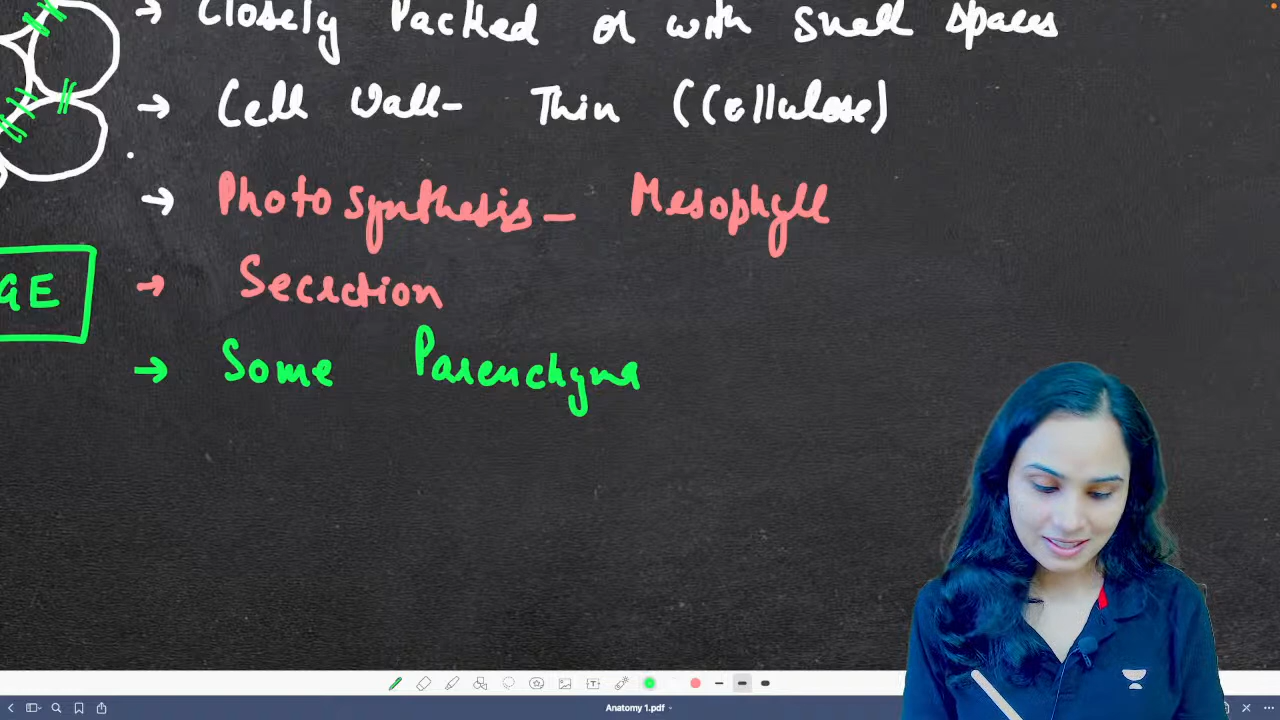 → Closely Packed or with small spaces
→ Cell Wall- Thin (Cellulose)
→ Photosynthesis - Mesophyll
GE
→ Secretion
→ Some Parenchyma
Anatomy 1.pdf